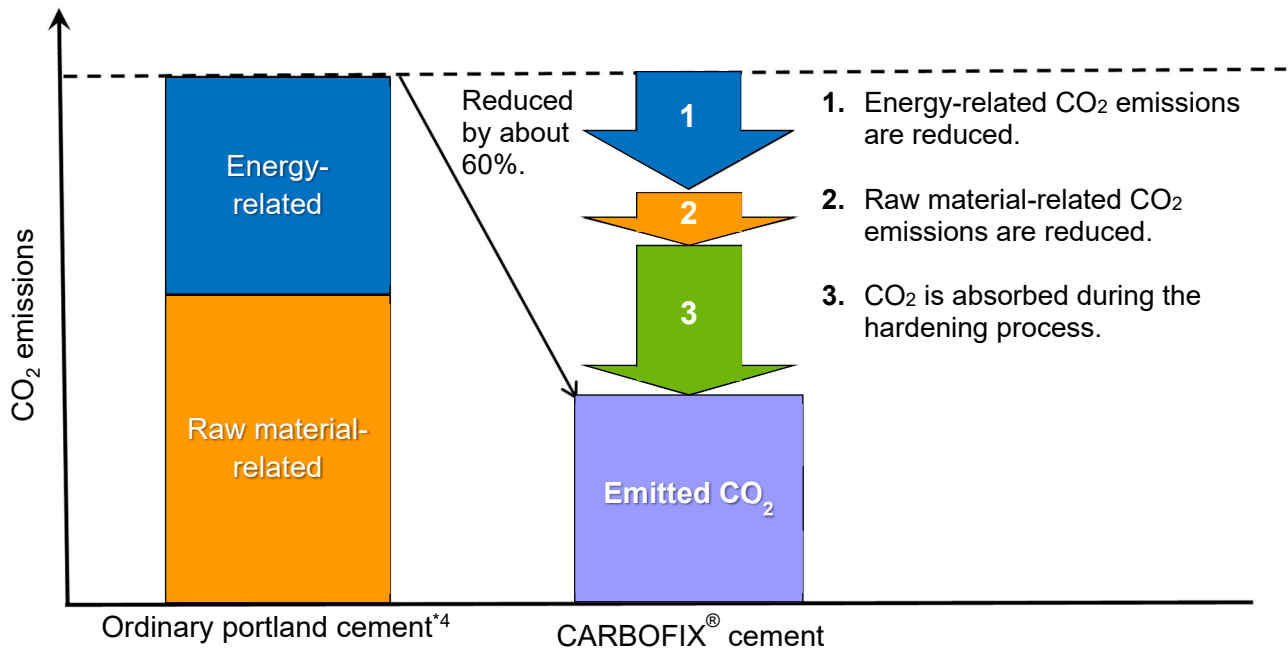 CO₂ emissions
Energy-
related
Raw material-
related
Reduced
by about
60%.
1
2
3
Emitted CO₂
1. Energy-related CO₂ emissions
are reduced.
2. Raw material-related CO₂
emissions are reduced.
3. CO₂ is absorbed during the
hardening process.
Ordinary portland cement*4
CARBOFIX® cement